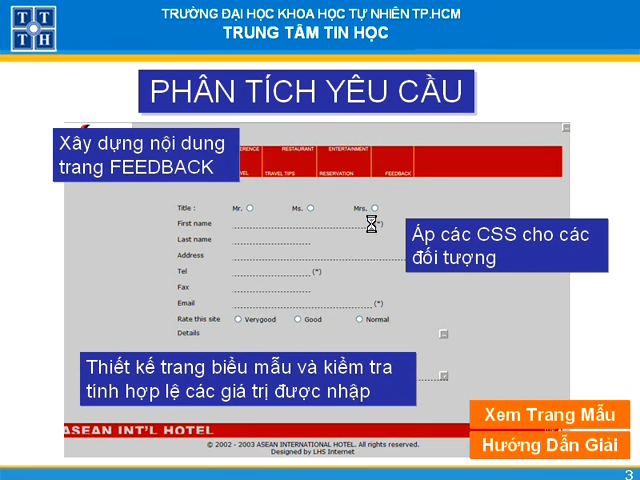 TRƯỜNG ĐẠI HỌC KHOA HỌC TỰ NHIÊN TP.HCM
TRUNG TÂM TIN HỌC
T T
T H
PHÂN TÍCH YÊU CẦU
Xây dựng nội dung
trang FEEDBACK
RESTAURANT ENTERTAINMENT
TRAVEL TIPS RESERVATION FEEDBACK
Title : Mr. Ms. Mrs.
First name (*)
Last name
Address
Tel (*)
Fax
Email (*)
Rate this site Verygood Good Normal
Details
Áp các CSS cho các
đối tượng
Thiết kế trang biểu mẫu và kiểm tra
tính hợp lệ các giá trị được nhập
Xem Trang Mẫu
Hướng Dẫn Giải
ASEAN INT'L HOTEL
© 2002 - 2003 ASEAN INTERNATIONAL HOTEL. All rights reserved.
Designed by LHS Internet
3